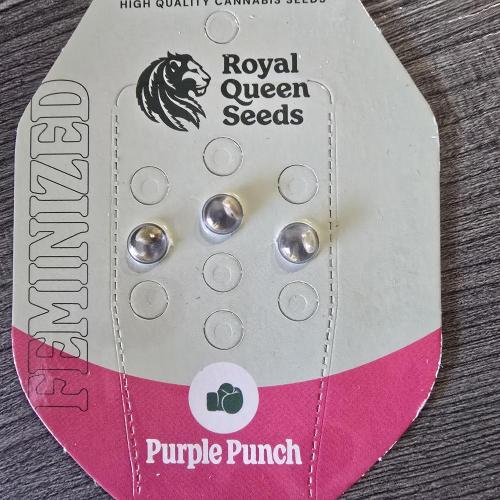 HIGH QUALITY CANNABIS SEEDS
Royal
Queen
Seeds
FEMINIZED
Purple Punch